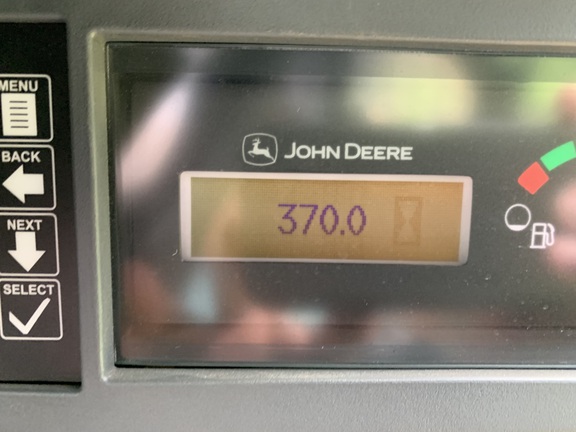 MENU
BACK
NEXT
SELECT
JOHN DEERE
370.0